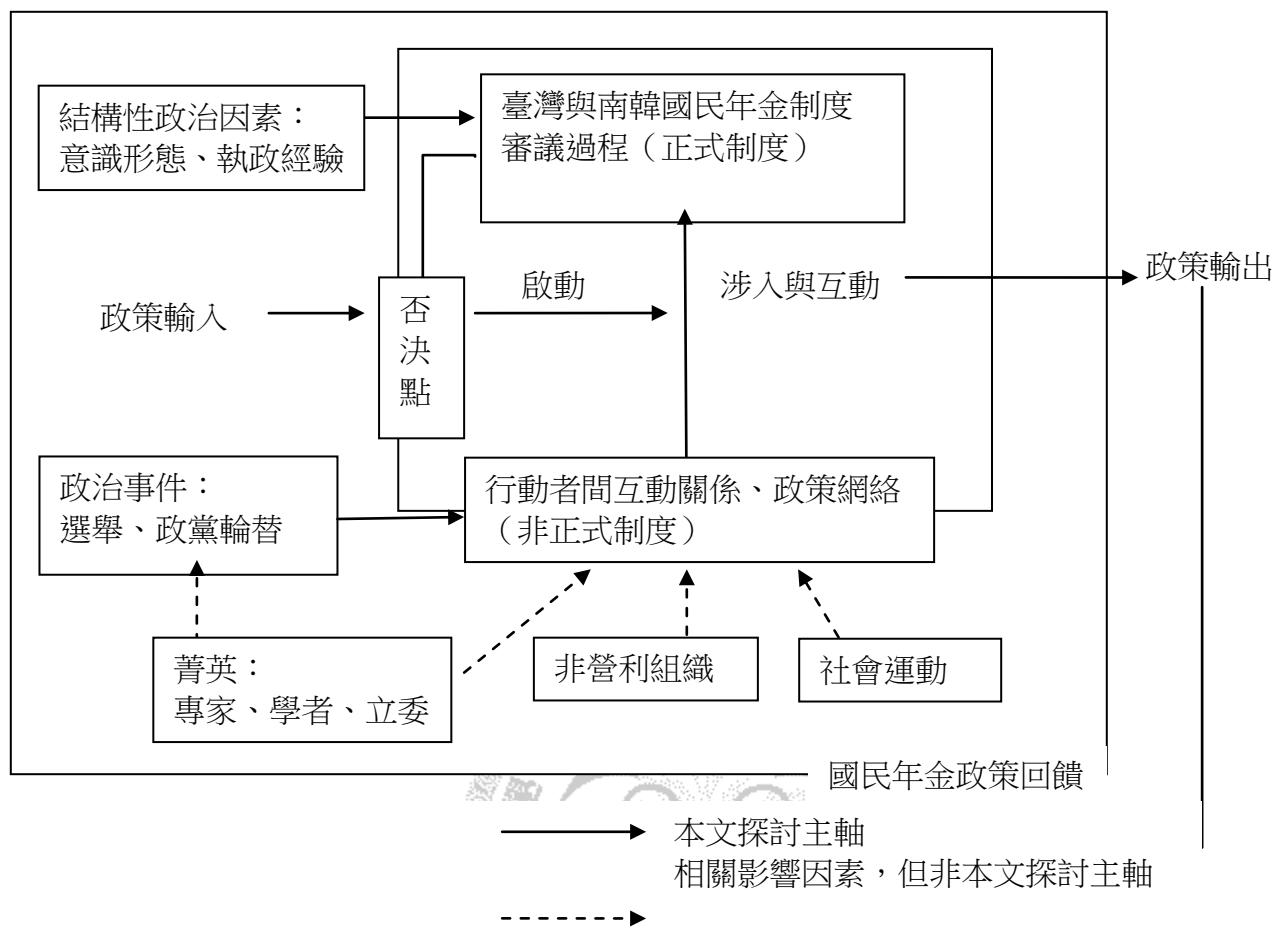 結構性政治因素：
意識形態、執政經驗
臺灣與南韓國民年金制度
審議過程（正式制度）
政策輸入
否
決
點
啟動
涉入與互動
政策輸出
政治事件：
選舉、政黨輪替
行動者間互動關係、政策網絡
（非正式制度）
菁英：
專家、學者、立委
非營利組織
社會運動
國民年金政策回饋
本文探討主軸
相關影響因素，但非本文探討主軸